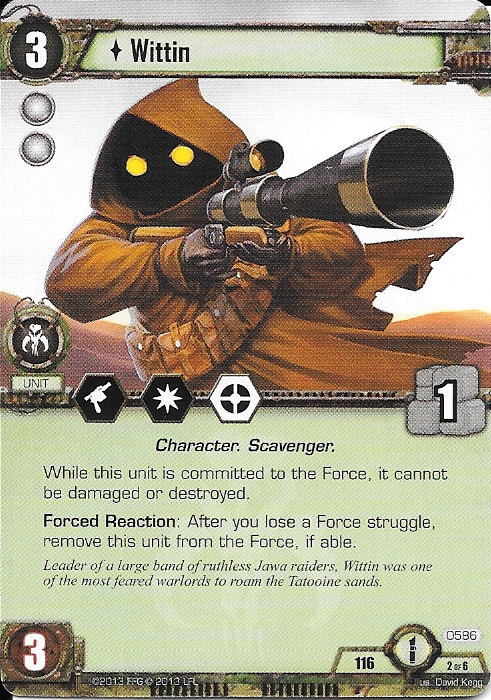 3
Wittin
UNIT
1
Character. Scavenger.
While this unit is committed to the Force, it cannot
be damaged or destroyed.
Forced Reaction: After you lose a Force struggle,
remove this unit from the Force, if able.
Leader of a large band of ruthless Jawa raiders, Wittin was one
of the most feared warlords to roam the Tatooine sands.
0586
3
116
2 OF 6
©2013 FFG © 2013 LFL
Illus. David Kegg